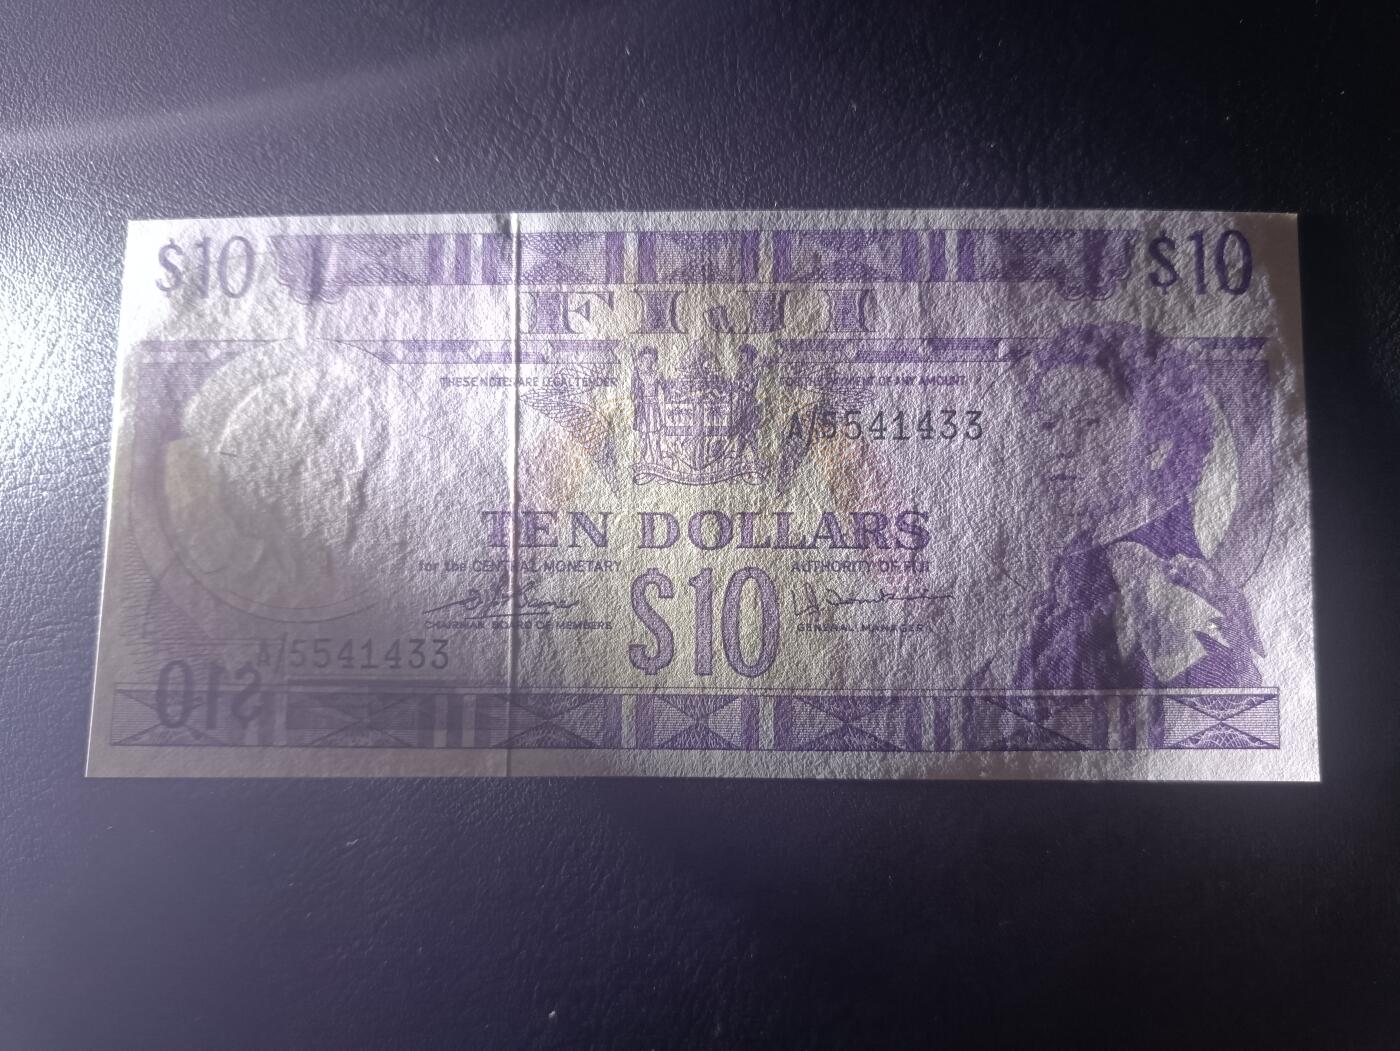 $10
$10
FIJI
THESE NOTES ARE LEGAL TENDER FOR THE PAYMENT OF ANY AMOUNT
A/5541433
TEN DOLLARS
for the CENTRAL MONETARY AUTHORITY OF FIJI
$10
CHAIRMAN BOARD OF MEMBERS
GENERAL MANAGER
A/5541433
$10